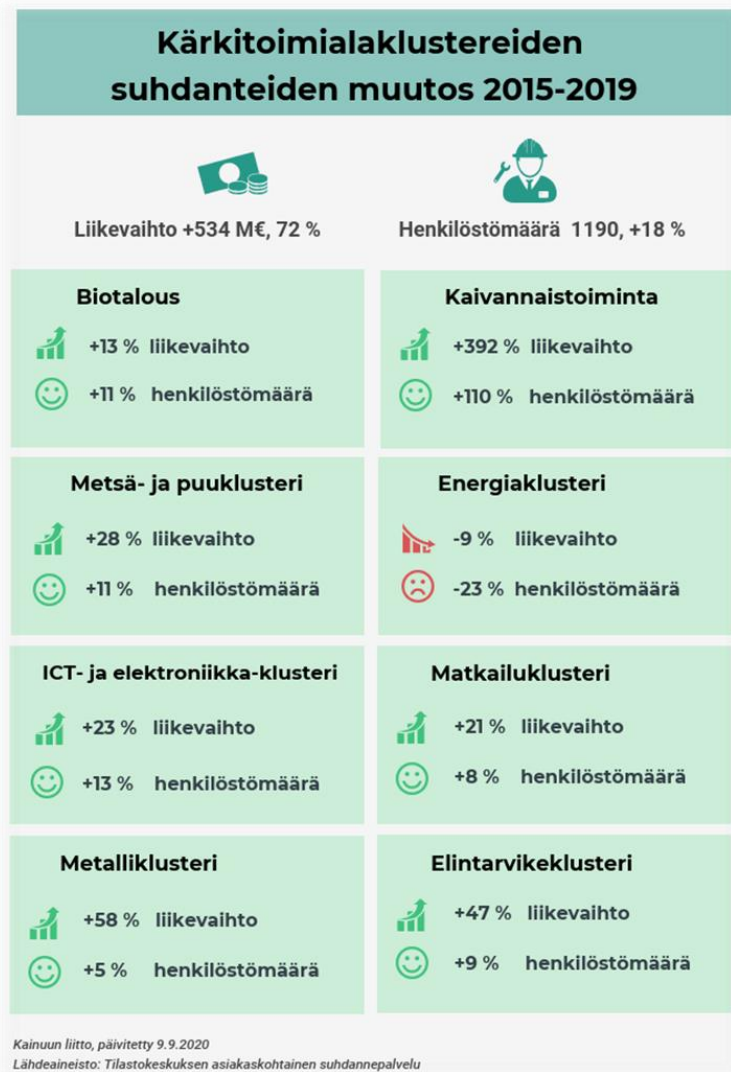 Kärkitoimialaklustereiden
suhdanteiden muutos 2015-2019
Liikevaihto +534 M€, 72 %
Henkilöstömäärä 1190, +18 %
Biotalous
+13 % liikevaihto
+11 % henkilöstömäärä
Kaivannaistoiminta
+392 % liikevaihto
+110 % henkilöstömäärä
Metsä- ja puuklusteri
+28 % liikevaihto
+11 % henkilöstömäärä
Energiaklusteri
-9 % liikevaihto
-23 % henkilöstömäärä
ICT- ja elektroniikka-klusteri
+23 % liikevaihto
+13 % henkilöstömäärä
Matkailuklusteri
+21 % liikevaihto
+8 % henkilöstömäärä
Metalliklusteri
+58 % liikevaihto
+5 % henkilöstömäärä
Elintarvikeklusteri
+47 % liikevaihto
+9 % henkilöstömäärä
Kainuun liitto, päivitetty 9.9.2020
Lähdeaineisto: Tilastokeskuksen asiakaskohtainen suhdannepalvelu